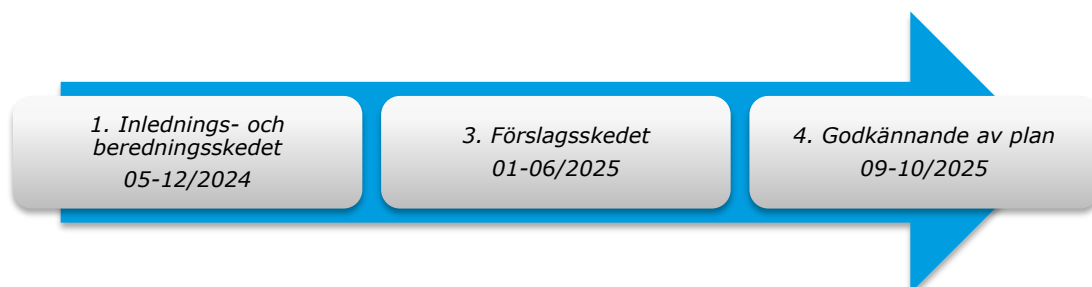 1. Inlednings- och
beredningsskedet
05-12/2024
3. Förslagsskedet
01-06/2025
4. Godkännande av plan
09-10/2025